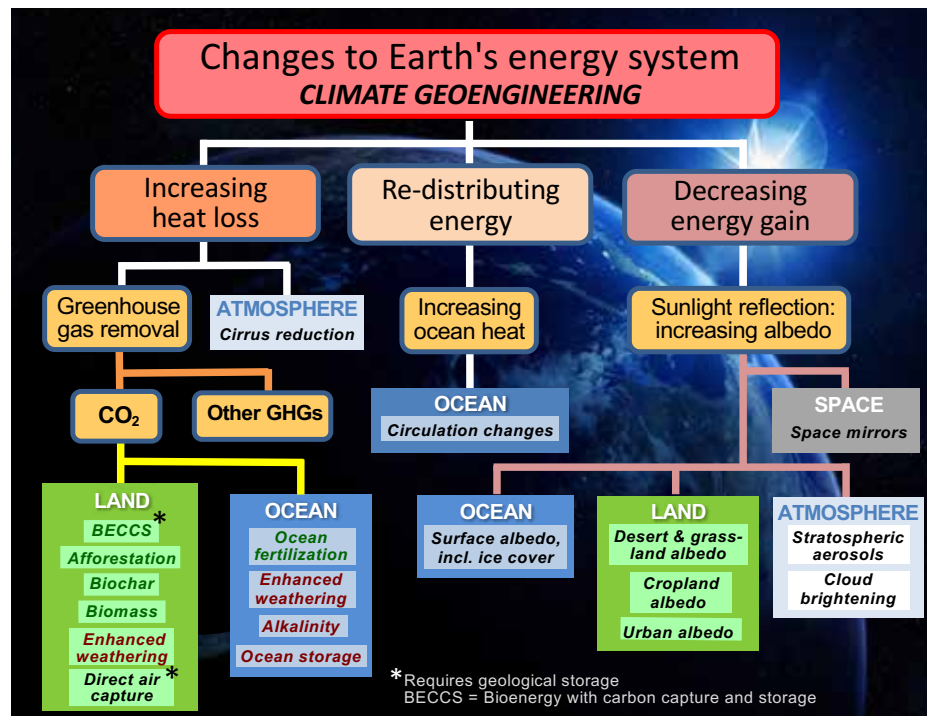 Changes to Earth's energy system
CLIMATE GEOENGINEERING
Increasing
heat loss
Re-distributing
energy
Decreasing
energy gain
Greenhouse
gas removal
ATMOSPHERE
Cirrus reduction
Increasing
ocean heat
Sunlight reflection:
increasing albedo
CO₂
Other GHGs
OCEAN
Circulation changes
SPACE
Space mirrors
LAND
BECCS*
Afforestation
Biochar
Biomass
Enhanced
weathering
Direct air
capture*
OCEAN
Ocean
fertilization
Enhanced
weathering
Alkalinity
Ocean storage
OCEAN
Surface albedo,
incl. ice cover
LAND
Desert & grass-
land albedo
Cropland
albedo
Urban albedo
ATMOSPHERE
Stratospheric
aerosols
Cloud
brightening
*Requires geological storage
BECCS = Bioenergy with carbon capture and storage